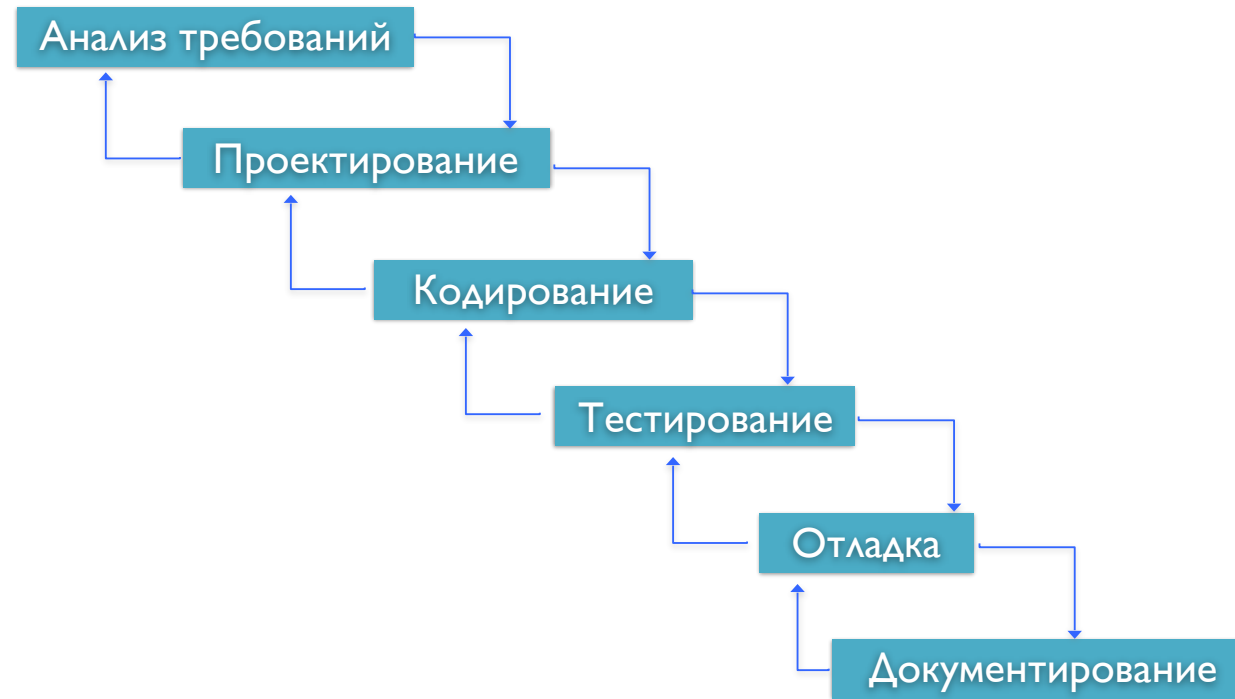 Анализ требований
Проектирование
Кодирование
Тестирование
Отладка
Документирование